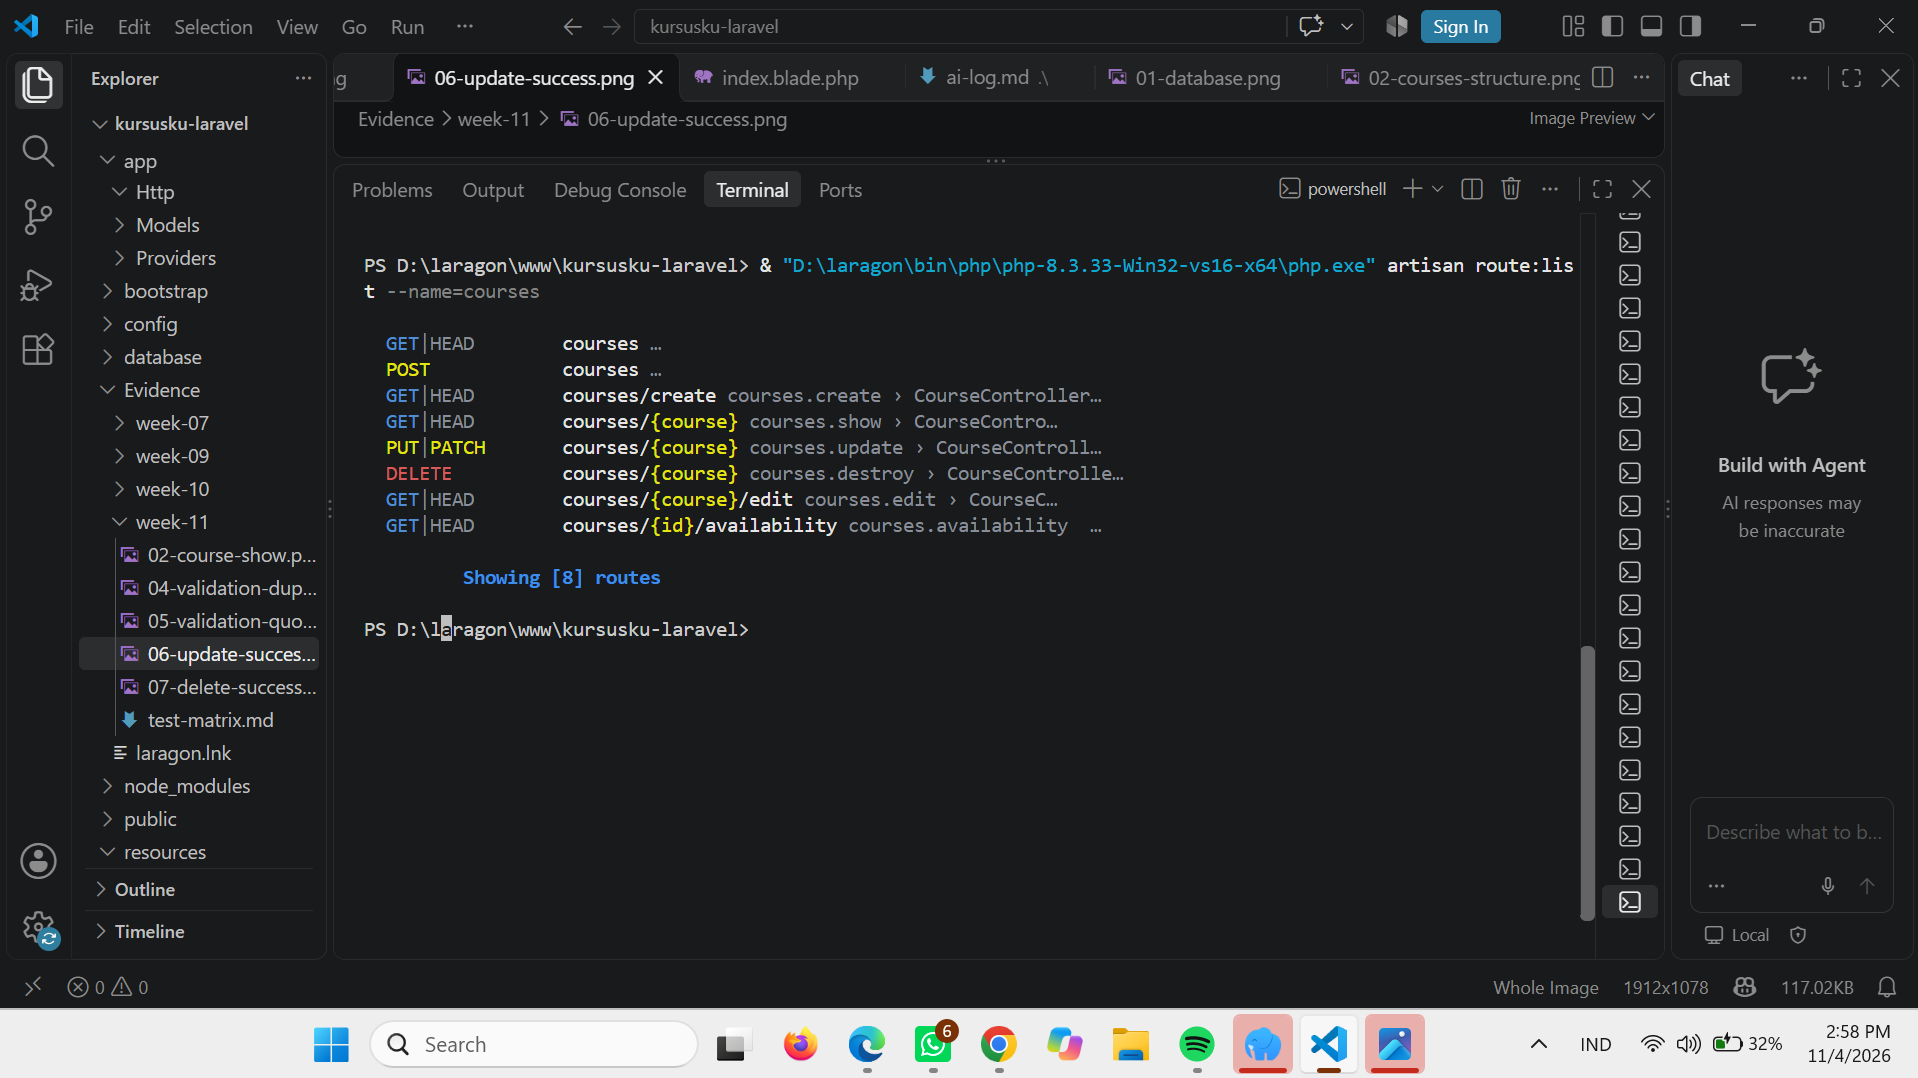 File Edit Selection View Go Run ···
kursusku-laravel
Sign In
Explorer ···
kursusku-laravel
app
Http
Models
Providers
bootstrap
config
database
Evidence
week-07
week-09
week-10
week-11
02-course-show.p...
04-validation-dup...
05-validation-quo...
06-update-succes...
07-delete-success...
test-matrix.md
laragon.lnk
node_modules
public
resources
Outline
Timeline
ng 06-update-success.png index.blade.php ai-log.md .\ 01-database.png 02-courses-structure.png ···
Evidence > week-11 > 06-update-success.png
Image Preview
Problems Output Debug Console Terminal Ports
powershell
PS D:\laragon\www\kursusku-laravel> & "D:\laragon\bin\php\php-8.3.33-Win32-vs16-x64\php.exe" artisan route:lis
t --name=courses
GET|HEAD courses …
POST courses …
GET|HEAD courses/create courses.create › CourseController…
GET|HEAD courses/{course} courses.show › CourseContro…
PUT|PATCH courses/{course} courses.update › CourseControll…
DELETE courses/{course} courses.destroy › CourseControlle…
GET|HEAD courses/{course}/edit courses.edit › CourseC…
GET|HEAD courses/{id}/availability courses.availability …
Showing [8] routes
PS D:\laragon\www\kursusku-laravel>
Chat ···
Build with Agent
AI responses may
be inaccurate
Describe what to b...
Local
0 0
Whole Image 1912x1078 117.02KB
Search
6
IND
32%
2:58 PM
11/4/2026